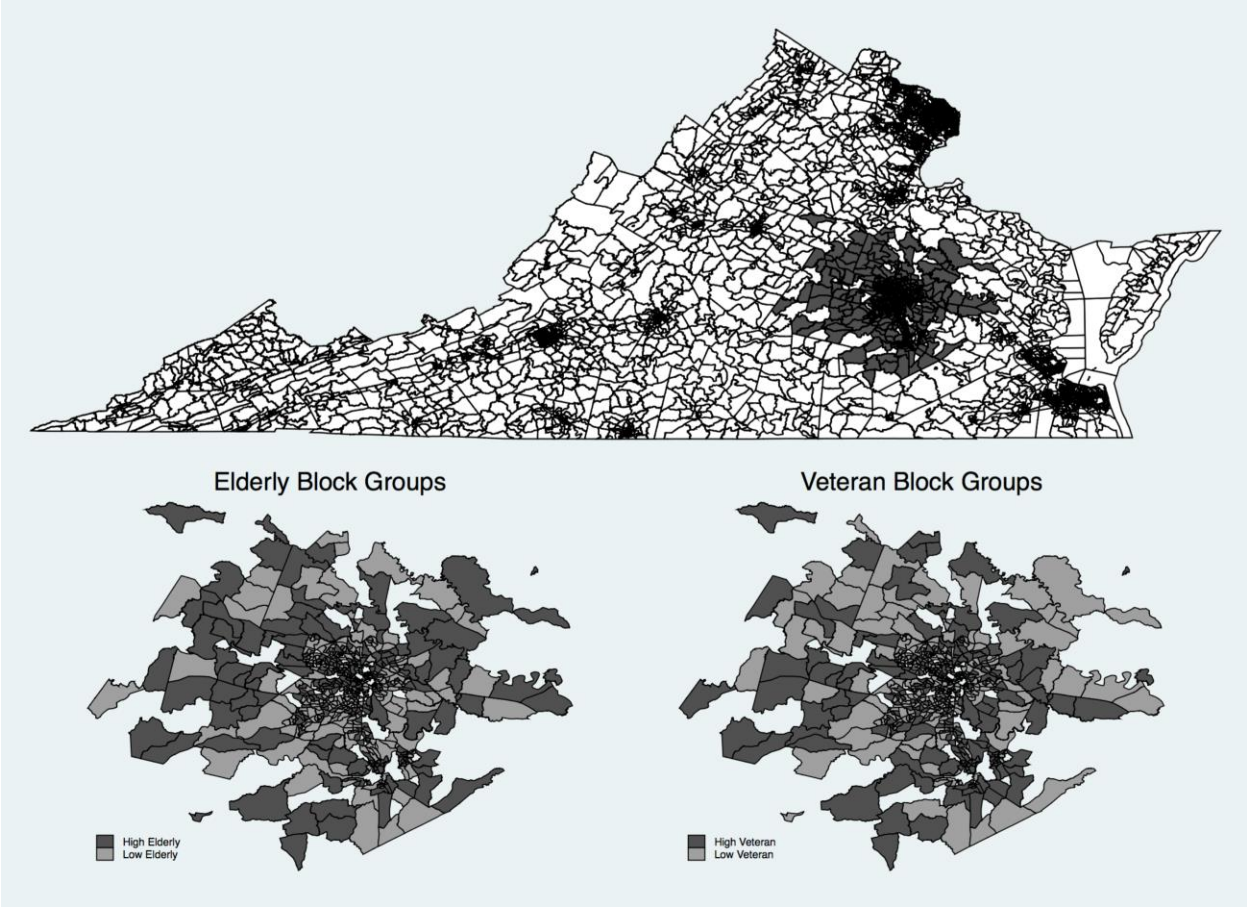 Elderly Block Groups
Veteran Block Groups
High Elderly
Low Elderly
High Veteran
Low Veteran